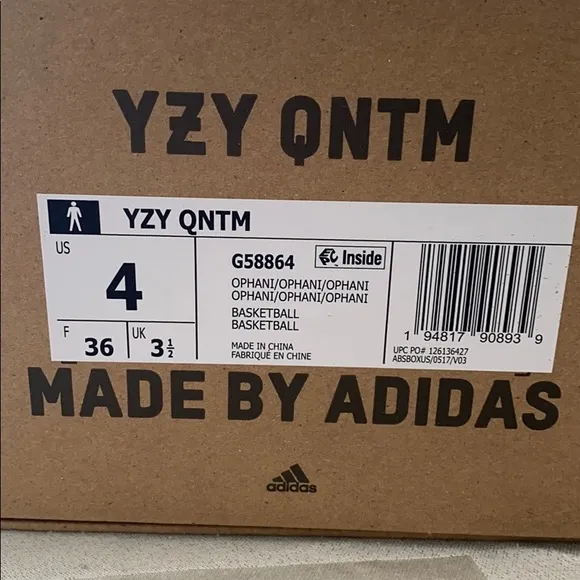 YZY QNTM
YZY QNTM
US
4
F
36
UK
3½
G58864
Inside
OPHANI/OPHANI/OPHANI
OPHANI/OPHANI/OPHANI
BASKETBALL
BASKETBALL
MADE IN CHINA
FABRIQUÉ EN CHINE
1 94817 90893 9
UPC PO# 126136427
ABSBOXUS/0517/V03
MADE BY ADIDAS
adidas